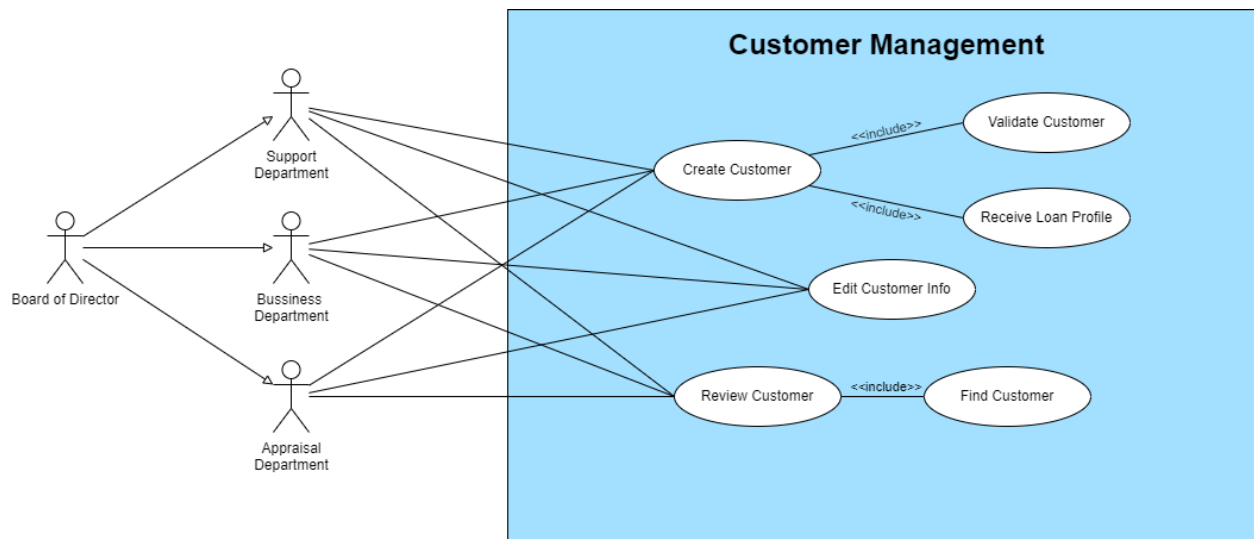 Customer Management
Support
Department
Board of Director
Bussiness
Department
Appraisal
Department
Create Customer
<<include>>
Validate Customer
<<include>>
Receive Loan Profile
Edit Customer Info
Review Customer
<<include>>
Find Customer